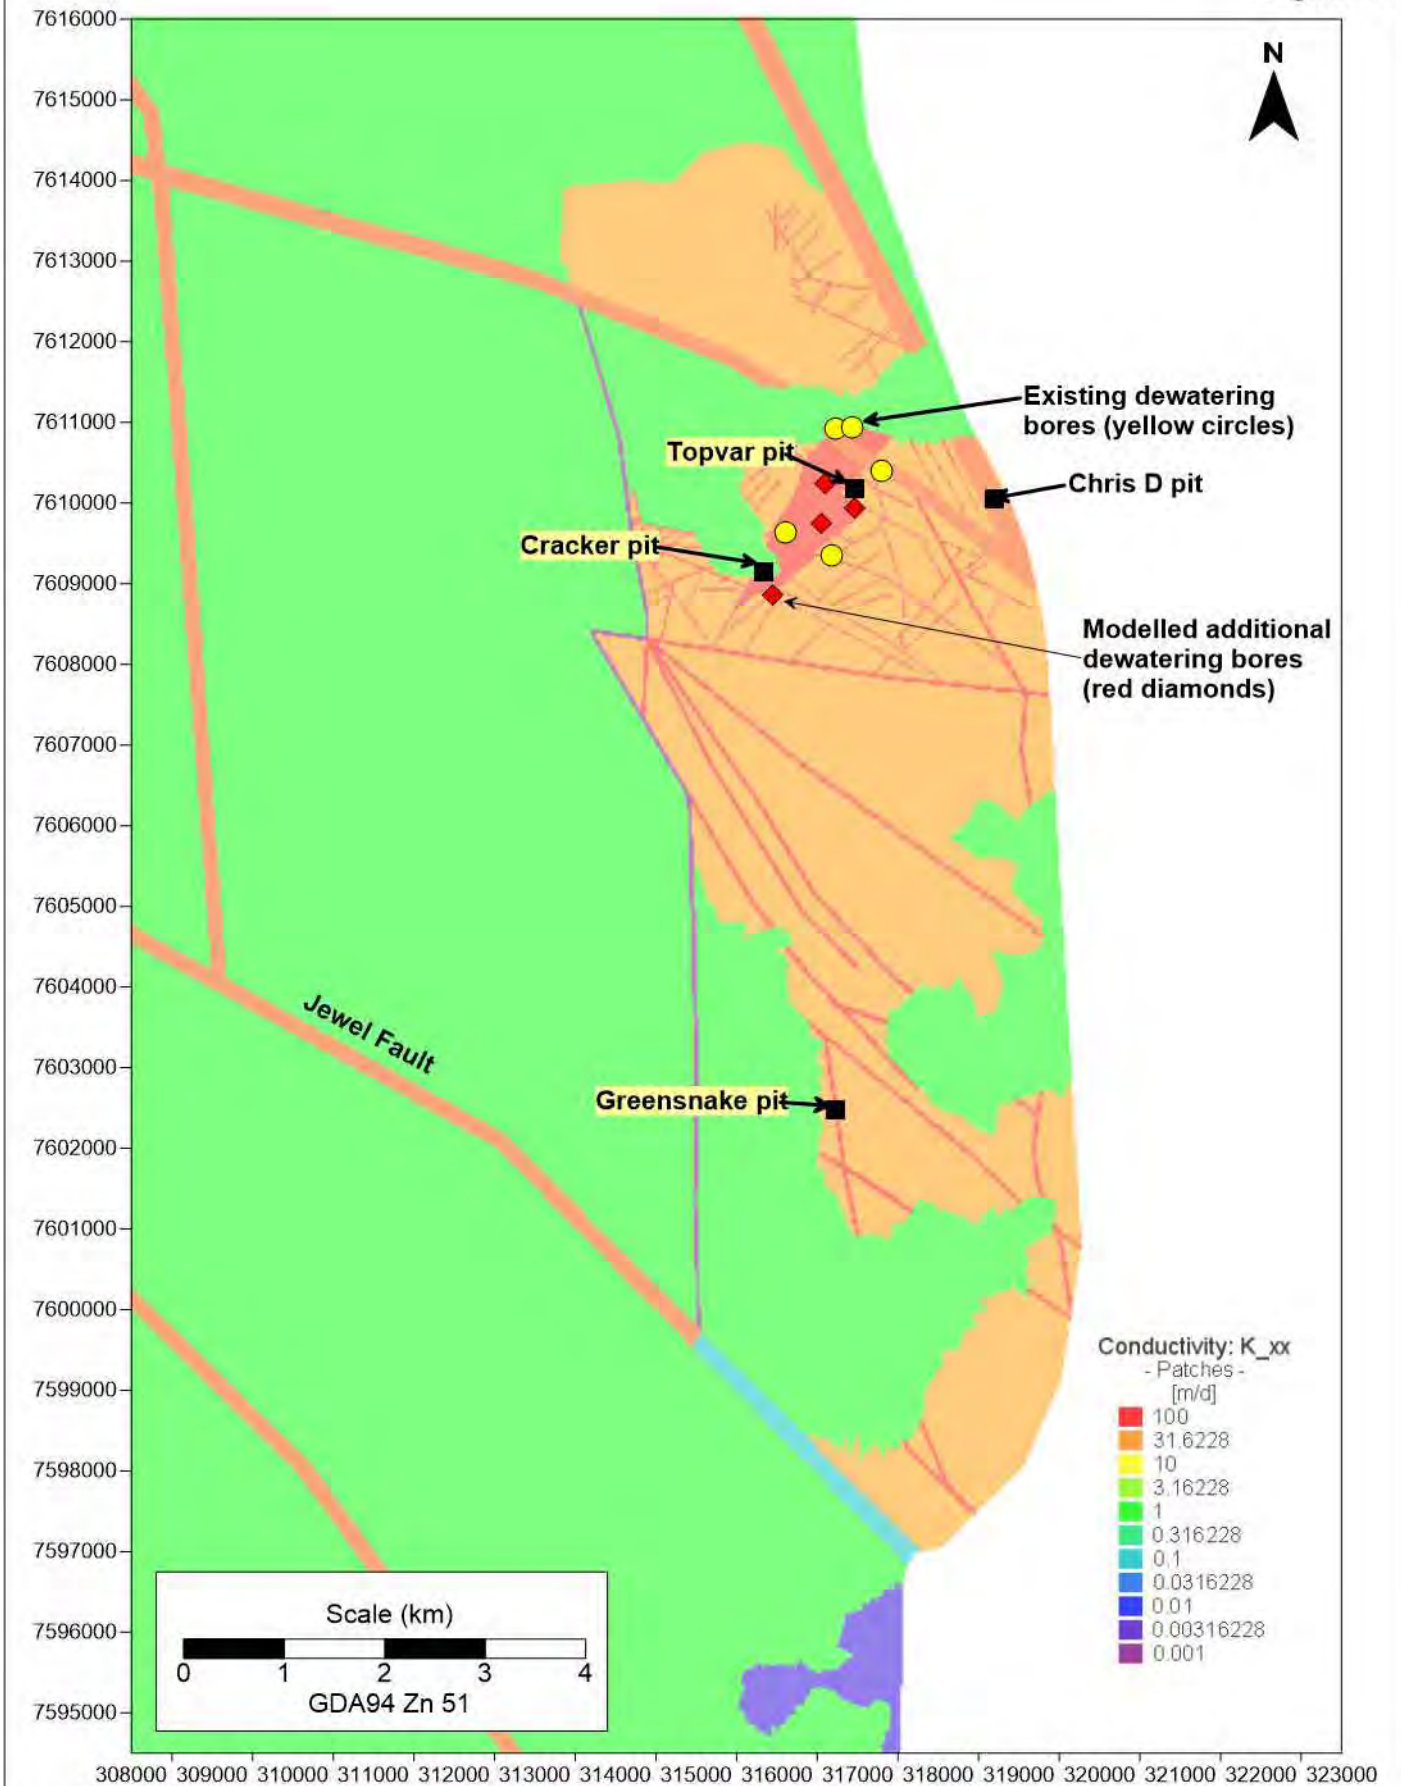 7616000
7615000
7614000
7613000
7612000
7611000
7610000
7609000
7608000
7607000
7606000
7605000
7604000
7603000
7602000
7601000
7600000
7599000
7598000
7597000
7596000
7595000
N
Existing dewatering
bores (yellow circles)
Topvar pit
Chris D pit
Cracker pit
Modelled additional
dewatering bores
(red diamonds)
Jewel Fault
Greensnake pit
Conductivity: K_xx
- Patches -
[m/d]
100
31.6228
10
3.16228
1
0.316228
0.1
0.0316228
0.01
0.00316228
0.001
Scale (km)
0 1 2 3 4
GDA94 Zn 51
308000 309000 310000 311000 312000 313000 314000 315000 316000 317000 318000 319000 320000 321000 322000 323000